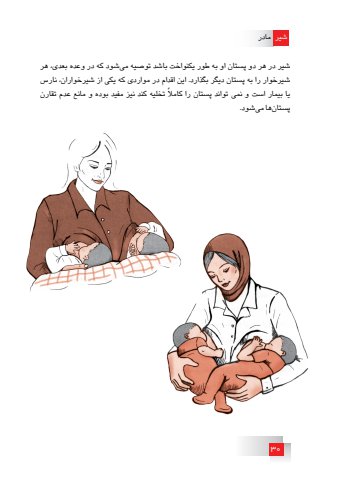 شیر مادر
شیر در هر دو پستان او به طور یکنواخت باشد توصیه می‌شود که در وعده بعدی، هر
شیرخوار را به پستان دیگر بگذارد. این اقدام در مواردی که یکی از شیرخواران، نارس
یا بیمار است و نمی تواند پستان را کاملاً تخلیه کند نیز مفید بوده و مانع عدم تقارن
پستان‌ها می‌شود.
۳۰